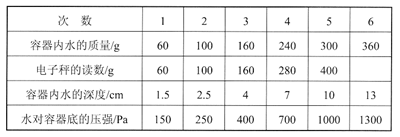 次 数 1 2 3 4 5 6
容器内水的质量/g 60 100 160 240 300 360
电子秤的读数/g 60 100 160 280 400
容器内水的深度/cm 1.5 2.5 4 7 10 13
水对容器底的压强/Pa 150 250 400 700 1000 1300